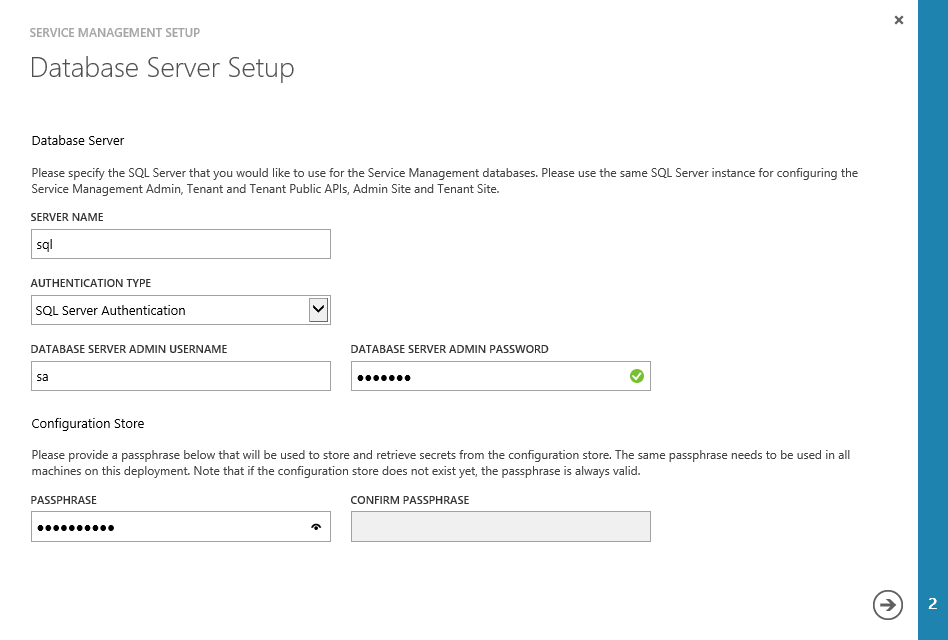 SERVICE MANAGEMENT SETUP
Database Server Setup
Database Server
Please specify the SQL Server that you would like to use for the Service Management databases. Please use the same SQL Server instance for configuring the
Service Management Admin, Tenant and Tenant Public APIs, Admin Site and Tenant Site.
SERVER NAME
sql
AUTHENTICATION TYPE
SQL Server Authentication
DATABASE SERVER ADMIN USERNAME
DATABASE SERVER ADMIN PASSWORD
sa
●●●●●●●
Configuration Store
Please provide a passphrase below that will be used to store and retrieve secrets from the configuration store. The same passphrase needs to be used in all
machines on this deployment. Note that if the configuration store does not exist yet, the passphrase is always valid.
PASSPHRASE
CONFIRM PASSPHRASE
●●●●●●●●●●
2